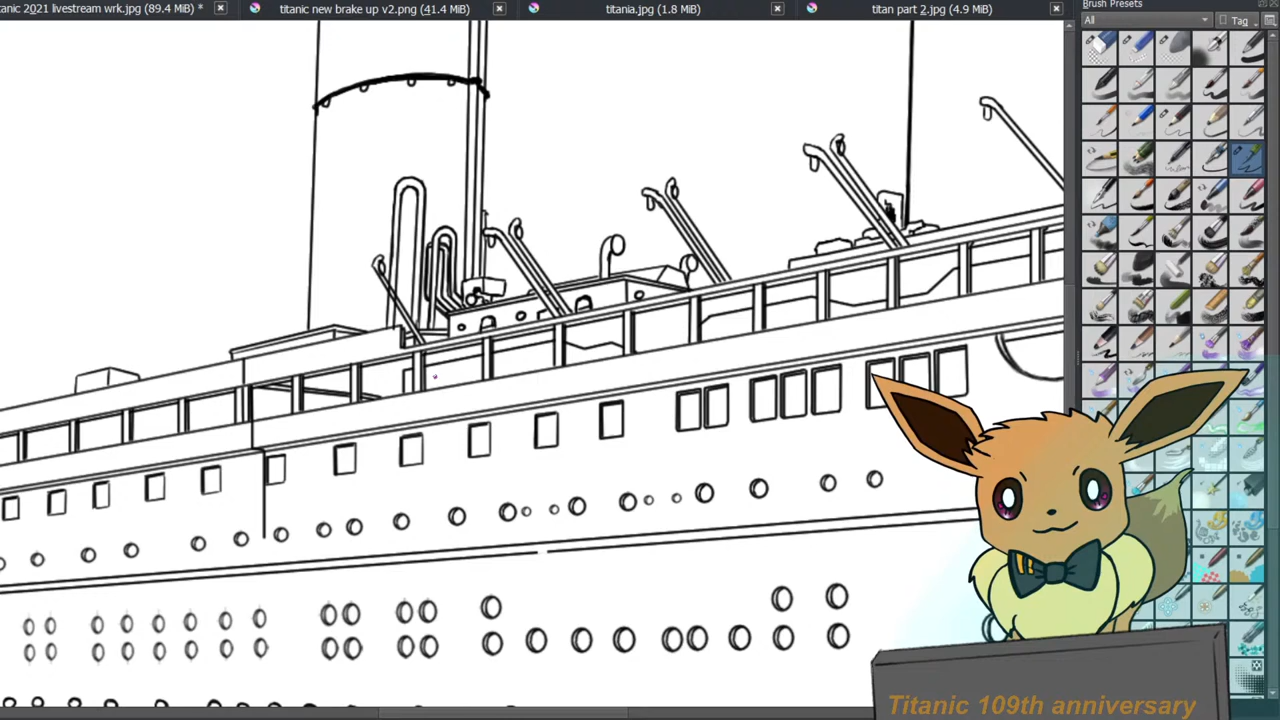 anic 2021 livestream wrk.jpg (89.4 MiB) *
titanic new brake up v2.png (41.4 MiB)
titania.jpg (1.8 MiB)
titan part 2.jpg (4.9 MiB)
Brush Presets
All
Tag
Titanic 109th anniversary